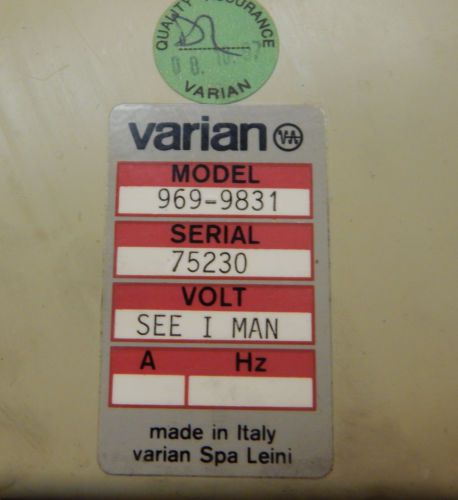 QUALITY ASSURANCE
VARIAN
varian VA
MODEL
969-9831
SERIAL
75230
VOLT
SEE I MAN
A Hz
made in Italy
varian Spa Leini